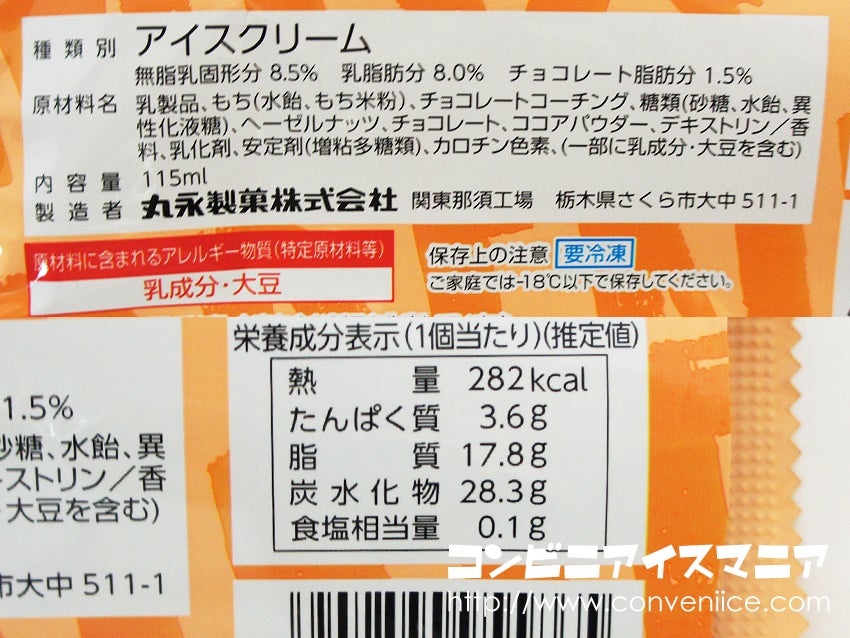 種類別 アイスクリーム
無脂乳固形分 8.5% 乳脂肪分 8.0% チョコレート脂肪分 1.5%
原材料名 乳製品、もち(水飴、もち米粉)、チョコレートコーチング、糖類(砂糖、水飴、異
性化液糖)、ヘーゼルナッツ、チョコレート、ココアパウダー、デキストリン/香
料、乳化剤、安定剤(増粘多糖類)、カロチン色素、(一部に乳成分・大豆を含む)
内容量 115ml
製造者 丸永製菓株式会社 関東那須工場 栃木県さくら市大中 511-1
原材料に含まれるアレルギー物質(特定原材料等)
乳成分・大豆
保存上の注意 要冷凍
ご家庭では-18℃以下で保存してください。
1.5%
砂糖、水飴、異
ストリン/香
・大豆を含む)
市大中 511-1
栄養成分表示(1個当たり)(推定値)
熱量 282kcal
たんぱく質 3.6g
脂質 17.8g
炭水化物 28.3g
食塩相当量 0.1g
コンビニアイスマニア
http://www.conveniice.com